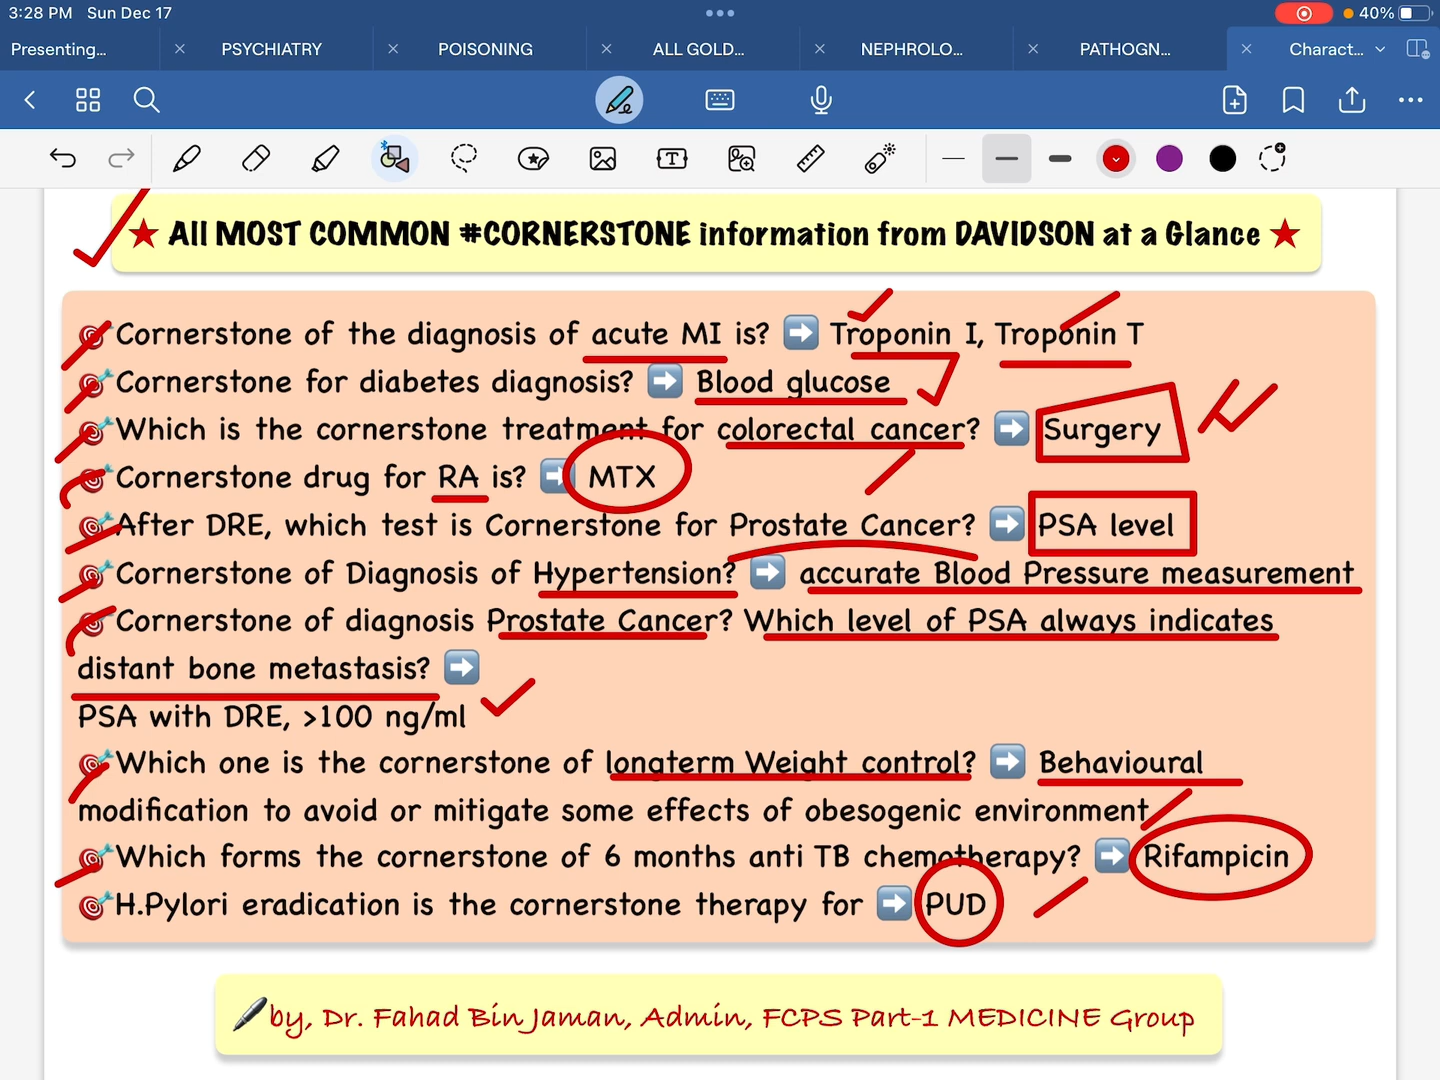 3:28 PM Sun Dec 17
40%
Presenting... PSYCHIATRY POISONING ALL GOLD... NEPHROLO... PATHOGN... Charact...
All MOST COMMON #CORNERSTONE information from DAVIDSON at a Glance
Cornerstone of the diagnosis of acute MI is? Troponin I, Troponin T
Cornerstone for diabetes diagnosis? Blood glucose
Which is the cornerstone treatment for colorectal cancer? Surgery
Cornerstone drug for RA is? MTX
After DRE, which test is Cornerstone for Prostate Cancer? PSA level
Cornerstone of Diagnosis of Hypertension? accurate Blood Pressure measurement
Cornerstone of diagnosis Prostate Cancer? Which level of PSA always indicates
distant bone metastasis?
PSA with DRE, >100 ng/ml
Which one is the cornerstone of longterm Weight control? Behavioural
modification to avoid or mitigate some effects of obesogenic environment
Which forms the cornerstone of 6 months anti TB chemotherapy? Rifampicin
H.Pylori eradication is the cornerstone therapy for PUD
by, Dr. Fahad Bin Jaman, Admin, FCPS Part-1 MEDICINE Group